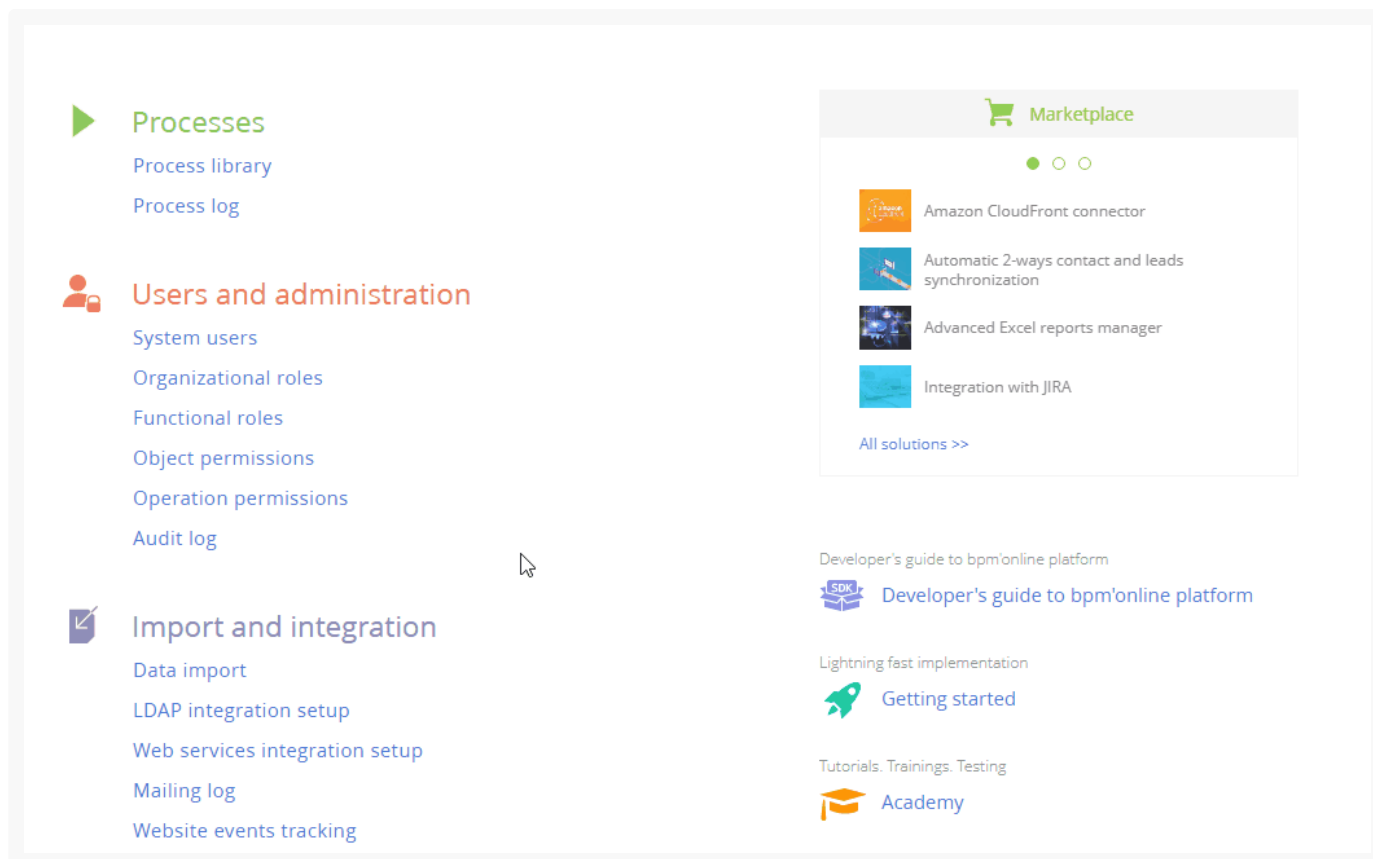 Processes
Process library
Process log
Users and administration
System users
Organizational roles
Functional roles
Object permissions
Operation permissions
Audit log
Import and integration
Data import
LDAP integration setup
Web services integration setup
Mailing log
Website events tracking
Marketplace
Amazon CloudFront connector
Automatic 2-ways contact and leads
synchronization
Advanced Excel reports manager
Integration with JIRA
All solutions >>
Developer's guide to bpm'online platform
SDK
Developer's guide to bpm'online platform
Lightning fast implementation
Getting started
Tutorials. Trainings. Testing
Academy